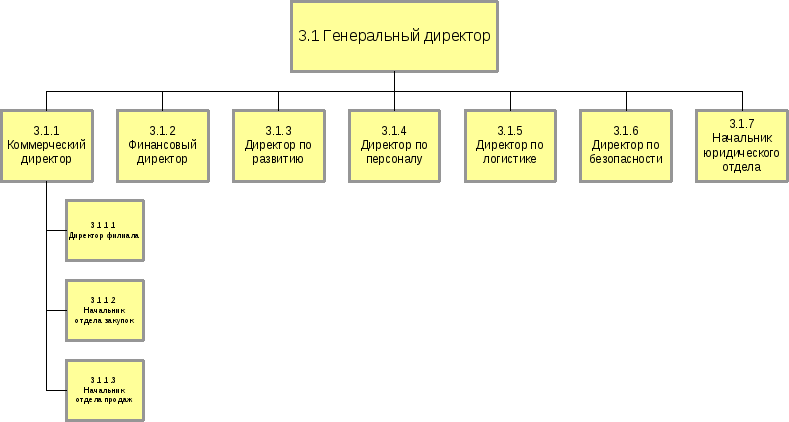 3.1 Генеральный директор
3.1.1
Коммерческий
директор
3.1.2
Финансовый
директор
3.1.3
Директор по
развитию
3.1.4
Директор по
персоналу
3.1.5
Директор по
логистике
3.1.6
Директор по
безопасности
3.1.7
Начальник
юридического
отдела
3.1.1.1
Директор филиала
3.1.1.2
Начальник
отдела закупок
3.1.1.3
Начальник
отдела продаж